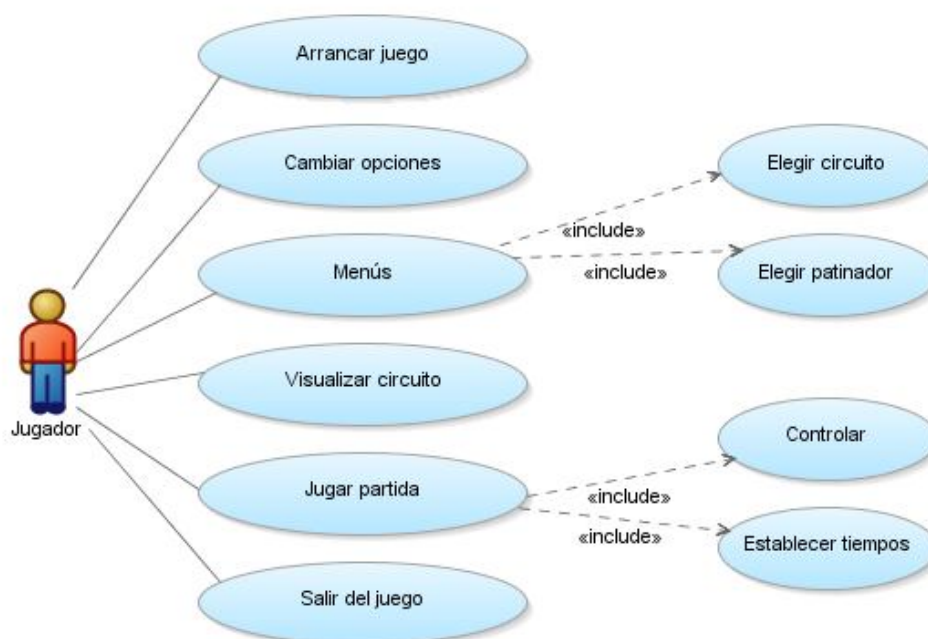 Arrancar juego
Cambiar opciones
Elegir circuito
«include»
Menús
«include»
Elegir patinador
Visualizar circuito
Jugador
Controlar
Jugar partida
«include»
«include»
Establecer tiempos
Salir del juego